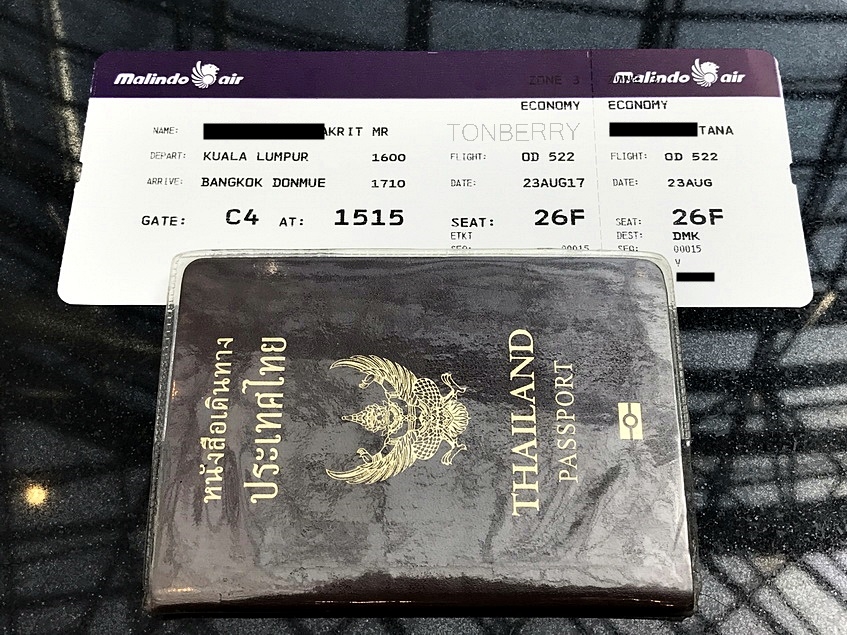 Malindo air
ZONE 3
Malindo air
ECONOMY
ECONOMY
NAME: AKRIT MR
TONBERRY
TANA
DEPART: KUALA LUMPUR 1600 FLIGHT: OD 522
FLIGHT: OD 522
ARRIVE: BANGKOK DONMUE 1710 DATE: 23AUG17
DATE: 23AUG
GATE: C4 AT: 1515 SEAT: 26F
SEAT: 26F
ETKT
DEST: DMK
SEQ: 00015
SEQ: 00015
Y
หนังสือเดินทาง
ประเทศไทย
THAILAND
PASSPORT